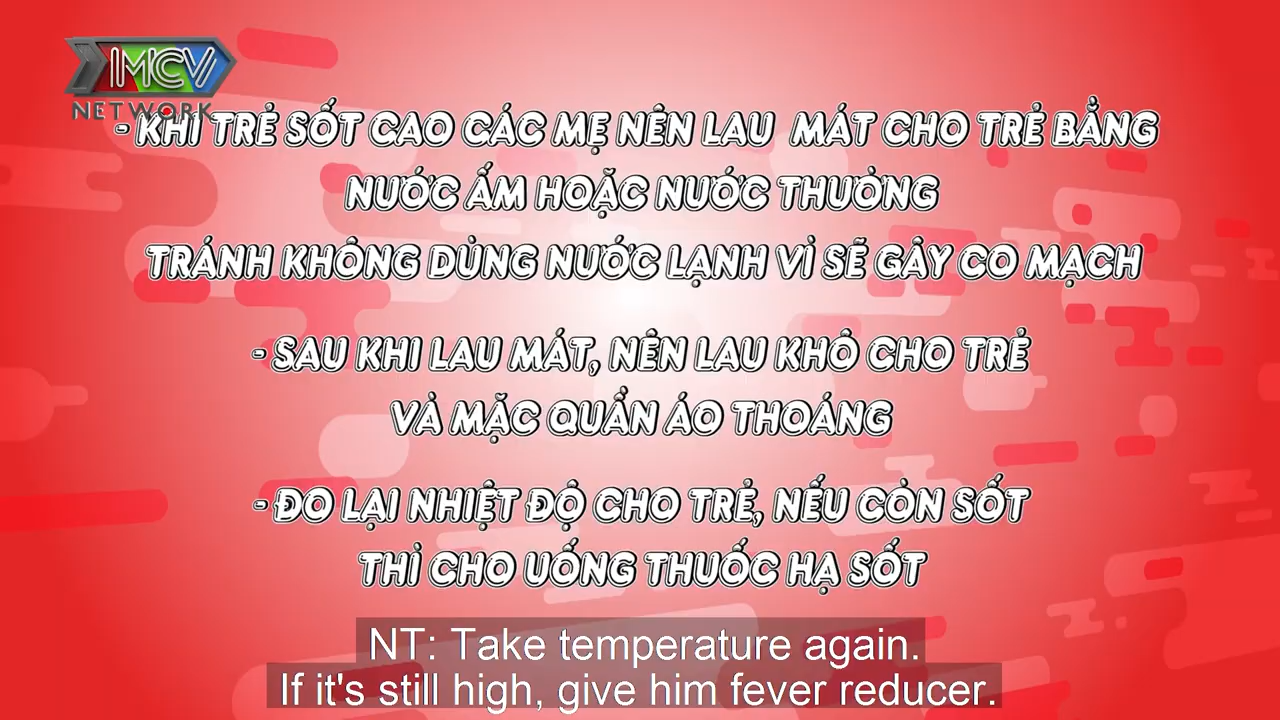 MCV
NETWORK
- KHI TRẺ SỐT CAO CÁC MẸ NÊN LAU MÁT CHO TRẺ BẰNG
NƯỚC ẤM HOẶC NƯỚC THƯỜNG
TRÁNH KHÔNG DÙNG NƯỚC LẠNH VÌ SẼ GÂY CO MẠCH
- SAU KHI LAU MÁT, NÊN LAU KHÔ CHO TRẺ
VÀ MẶC QUẦN ÁO THOÁNG
- ĐO LẠI NHIỆT ĐỘ CHO TRẺ, NẾU CÒN SỐT
THÌ CHO UỐNG THUỐC HẠ SỐT
NT: Take temperature again.
If it's still high, give him fever reducer.